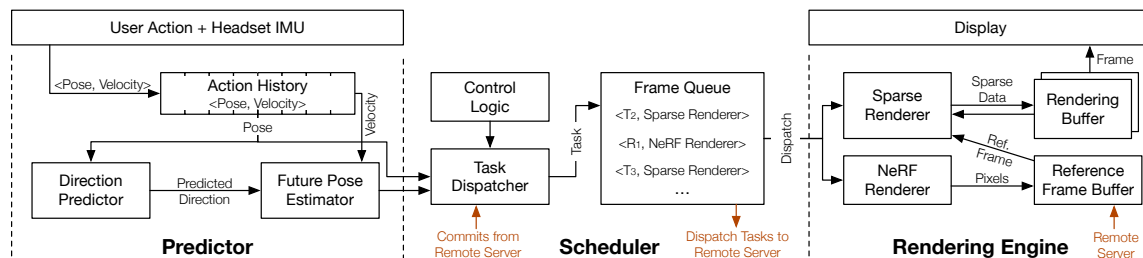 User Action + Headset IMU
<Pose, Velocity>
Action History
<Pose, Velocity>
Pose
Velocity
Direction
Predictor
Predicted
Direction
Future Pose
Estimator
Predictor
Control
Logic
Task
Dispatcher
Commits from
Remote Server
Task
Frame Queue
<T2, Sparse Renderer>
<R1, NeRF Renderer>
<T3, Sparse Renderer>
...
Dispatch Tasks to
Remote Server
Scheduler
Dispatch
Display
Frame
Sparse
Renderer
Sparse
Data
Rendering
Buffer
Ref.
Frame
NeRF
Renderer
Pixels
Reference
Frame Buffer
Remote
Server
Rendering Engine